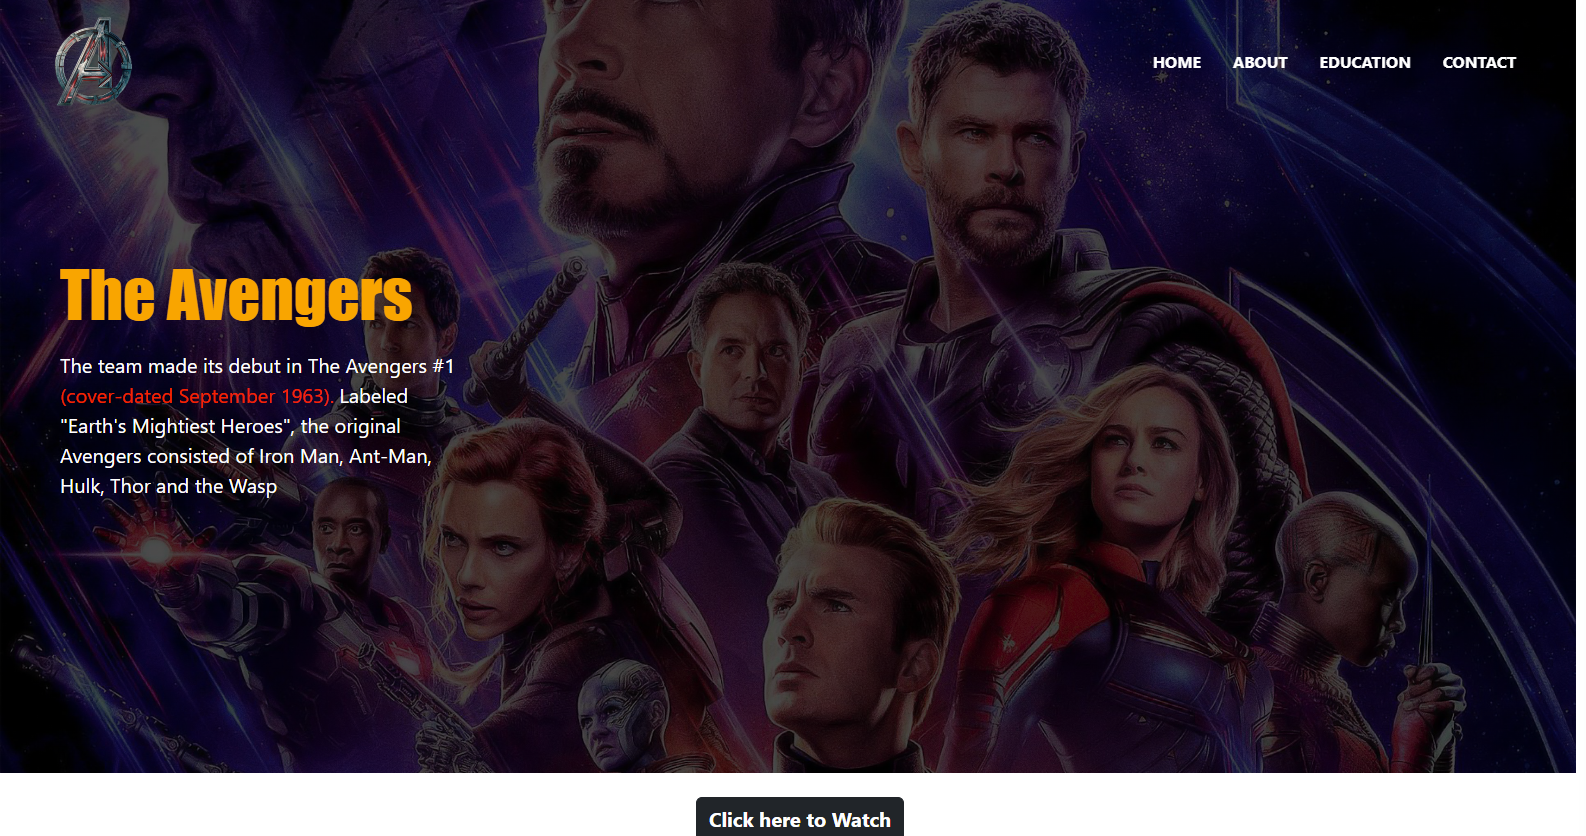 HOME ABOUT EDUCATION CONTACT
The Avengers
The team made its debut in The Avengers #1
(cover-dated September 1963). Labeled
"Earth's Mightiest Heroes", the original
Avengers consisted of Iron Man, Ant-Man,
Hulk, Thor and the Wasp
Click here to Watch